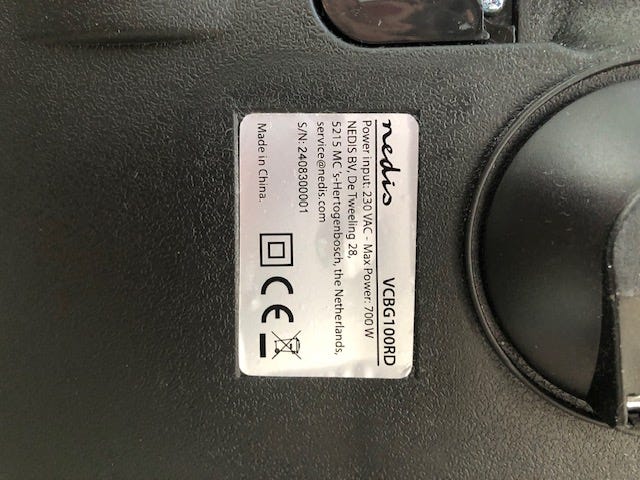 nedis VCBG100RD
Power input: 230 VAC - Max Power: 700 W
NEDIS BV, De Tweeling 28,
5215 MC 's-Hertogenbosch, the Netherlands,
service@nedis.com
S/N: 2408300001
Made in China.
CE